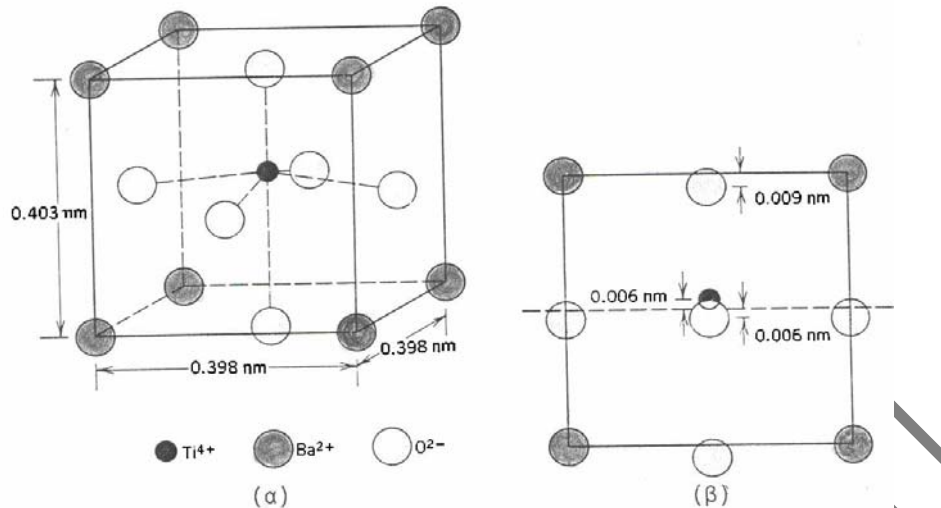 0.403 nm
0.398 nm
0.398 nm
Ti4+
Ba2+
O2−
(α)
0.009 nm
0.006 nm
0.006 nm
(β)